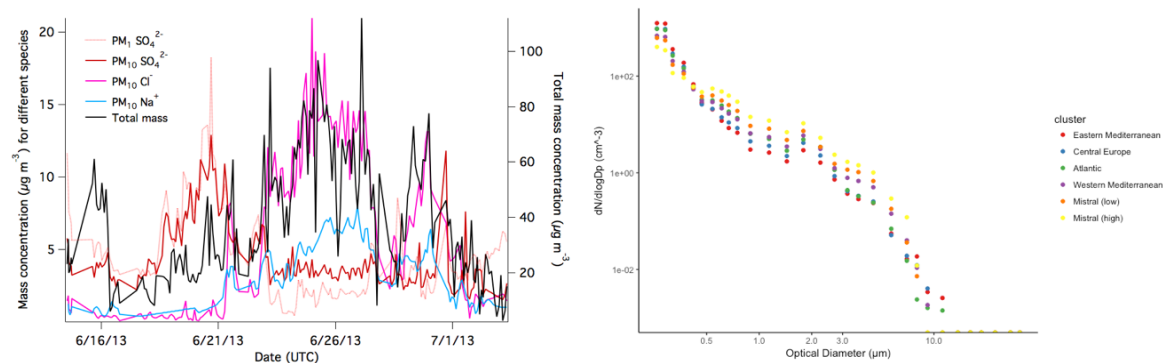 Mass concentration (µg m⁻³) for different species
20
15
10
5
PM₁ SO₄²⁻
PM₁₀ SO₄²⁻
PM₁₀ Cl⁻
PM₁₀ Na⁺
Total mass
100
80
60
40
20
Total mass concentration (µg m⁻³)
6/16/13 6/21/13 6/26/13 7/1/13
Date (UTC)
dN/dlogDp (cm^-3)
1e+02
1e+00
1e-02
0.5 1.0 2.0 3.0 10.0
Optical Diameter (µm)
cluster
Eastern Mediterranean
Central Europe
Atlantic
Western Mediterranean
Mistral (low)
Mistral (high)